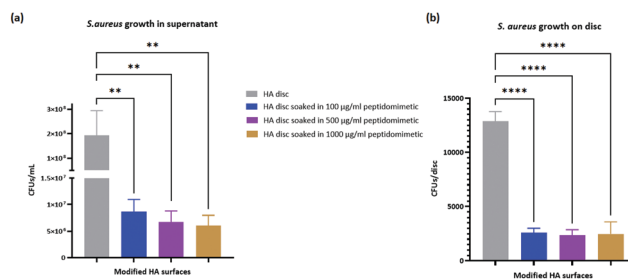 (a)
S.aureus growth in supernatant
**
**
**
3×10⁸
2×10⁸
1×10⁸
1.5×10⁷
1×10⁷
5×10⁶
0
CFUs/mL
Modified HA surfaces
HA disc
HA disc soaked in 100 µg/ml peptidomimetic
HA disc soaked in 500 µg/ml peptidomimetic
HA disc soaked in 1000 µg/ml peptidomimetic
(b)
S. aureus growth on disc
****
****
****
15000
10000
5000
0
CFUs/disc
Modified HA surfaces